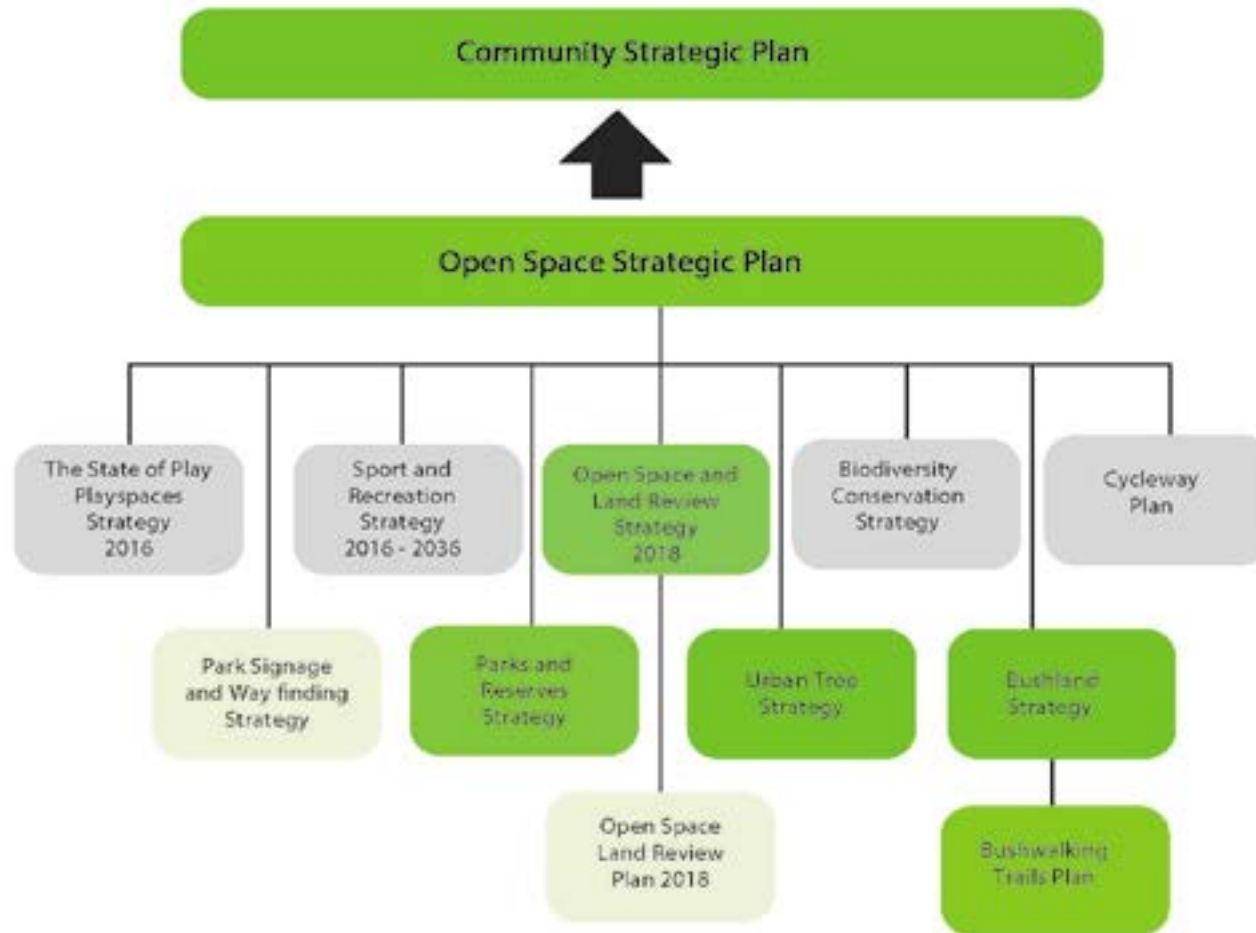 Community Strategic Plan
Open Space Strategic Plan
The State of Play
Playspaces
Strategy
2016
Sport and
Recreation
Strategy
2016 - 2036
Open Space and
Land Review
Strategy
2018
Biodiversity
Conservation
Strategy
Cycleway
Plan
Park Signage
and Way finding
Strategy
Parks and
Reserves
Strategy
Urban Tree
Strategy
Bushland
Strategy
Open Space
Land Review
Plan 2018
Bushwalking
Trails Plan